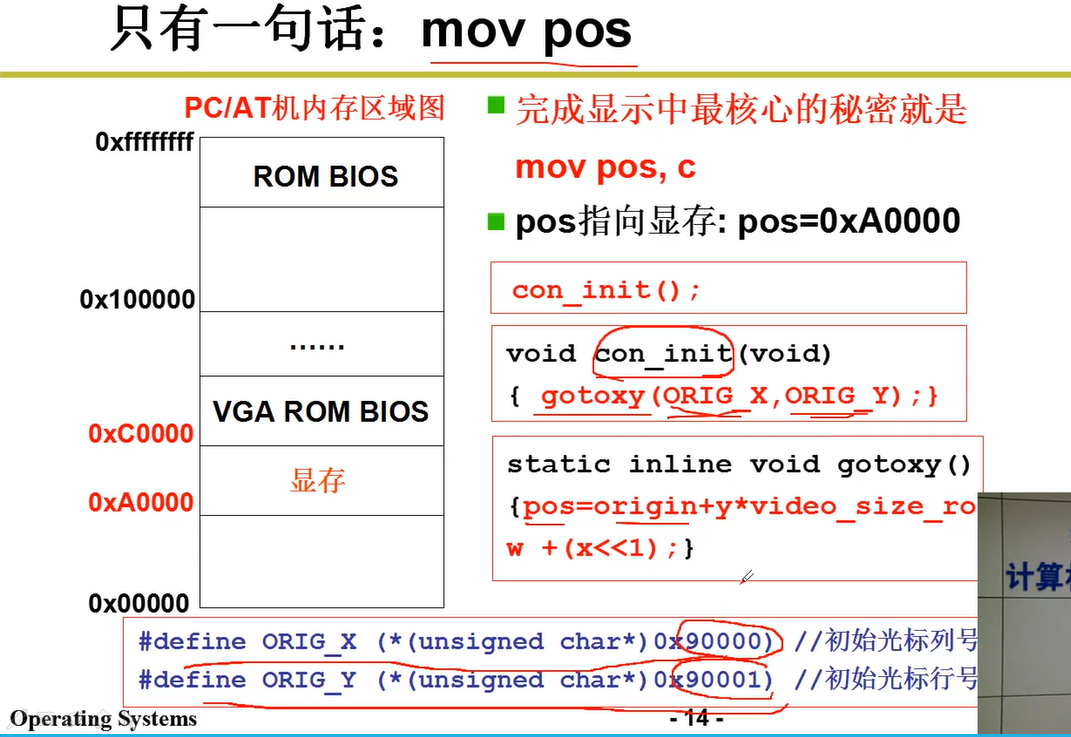 只有一句话：mov pos
PC/AT机内存区域图
0xffffffff
ROM BIOS
0x100000
......
VGA ROM BIOS
0xC0000
显存
0xA0000
0x00000
完成显示中最核心的秘密就是
mov pos, c
pos指向显存: pos=0xA0000
con_init();
void con_init(void)
{ gotoxy(ORIG_X,ORIG_Y);}
static inline void gotoxy()
{pos=origin+y*video_size_ro
w +(x<<1);}
计算
#define ORIG_X (*(unsigned char*)0x90000) //初始光标列号
#define ORIG_Y (*(unsigned char*)0x90001) //初始光标行号
Operating Systems
- 14 -